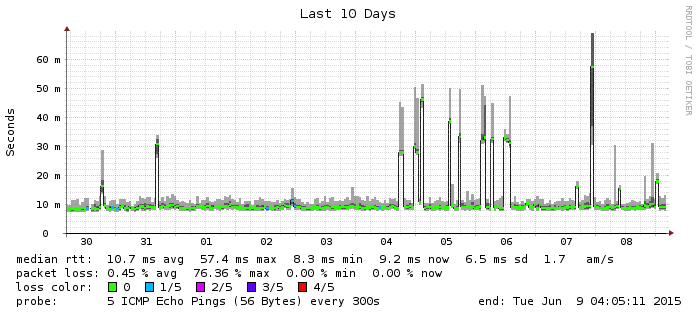 Last 10 Days
RRDTOOL / TOBI OETIKER
Seconds
60 m
50 m
40 m
30 m
20 m
10 m
0
30 31 01 02 03 04 05 06 07 08
median rtt: 10.7 ms avg 57.4 ms max 8.3 ms min 9.2 ms now 6.5 ms sd 1.7 am/s
packet loss: 0.45 % avg 76.36 % max 0.00 % min 0.00 % now
loss color: 0 1/5 2/5 3/5 4/5
probe: 5 ICMP Echo Pings (56 Bytes) every 300s end: Tue Jun 9 04:05:11 2015